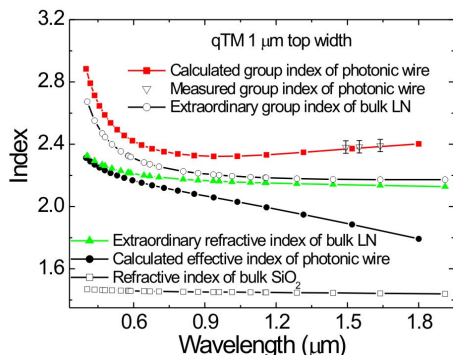 qTM 1 μm top width
Calculated group index of photonic wire
Measured group index of photonic wire
Extraordinary group index of bulk LN
Extraordinary refractive index of bulk LN
Calculated effective index of photonic wire
Refractive index of bulk SiO2
Index
3.2
2.8
2.4
2.0
1.6
0.6
0.9
1.2
1.5
1.8
Wavelength (μm)